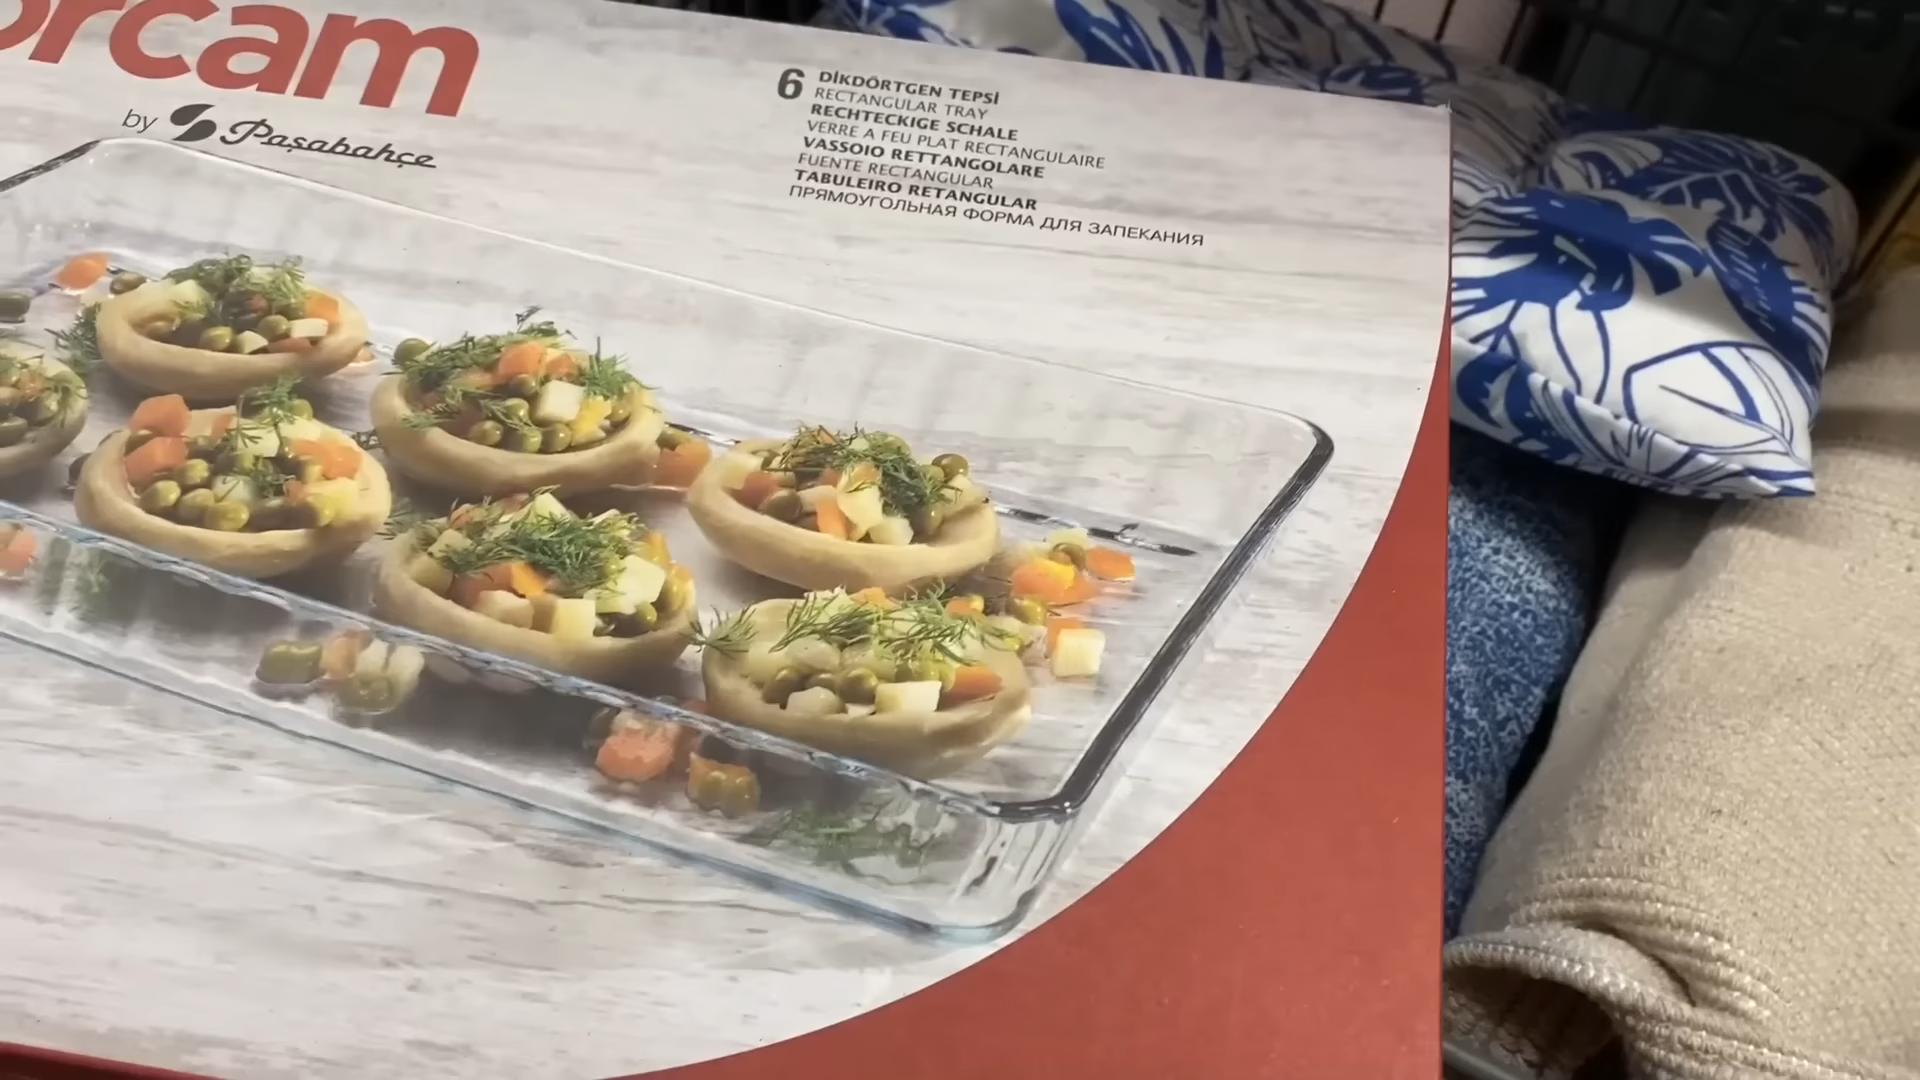 orcam
by Paşabahçe
6 DİKDÖRTGEN TEPSİ
RECTANGULAR TRAY
RECHTECKIGE SCHALE
VERRE A FEU PLAT RECTANGULAIRE
VASSOIO RETTANGOLARE
FUENTE RECTANGULAR
TABULEIRO RETANGULAR
ПРЯМОУГОЛЬНАЯ ФОРМА ДЛЯ ЗАПЕКАНИЯ